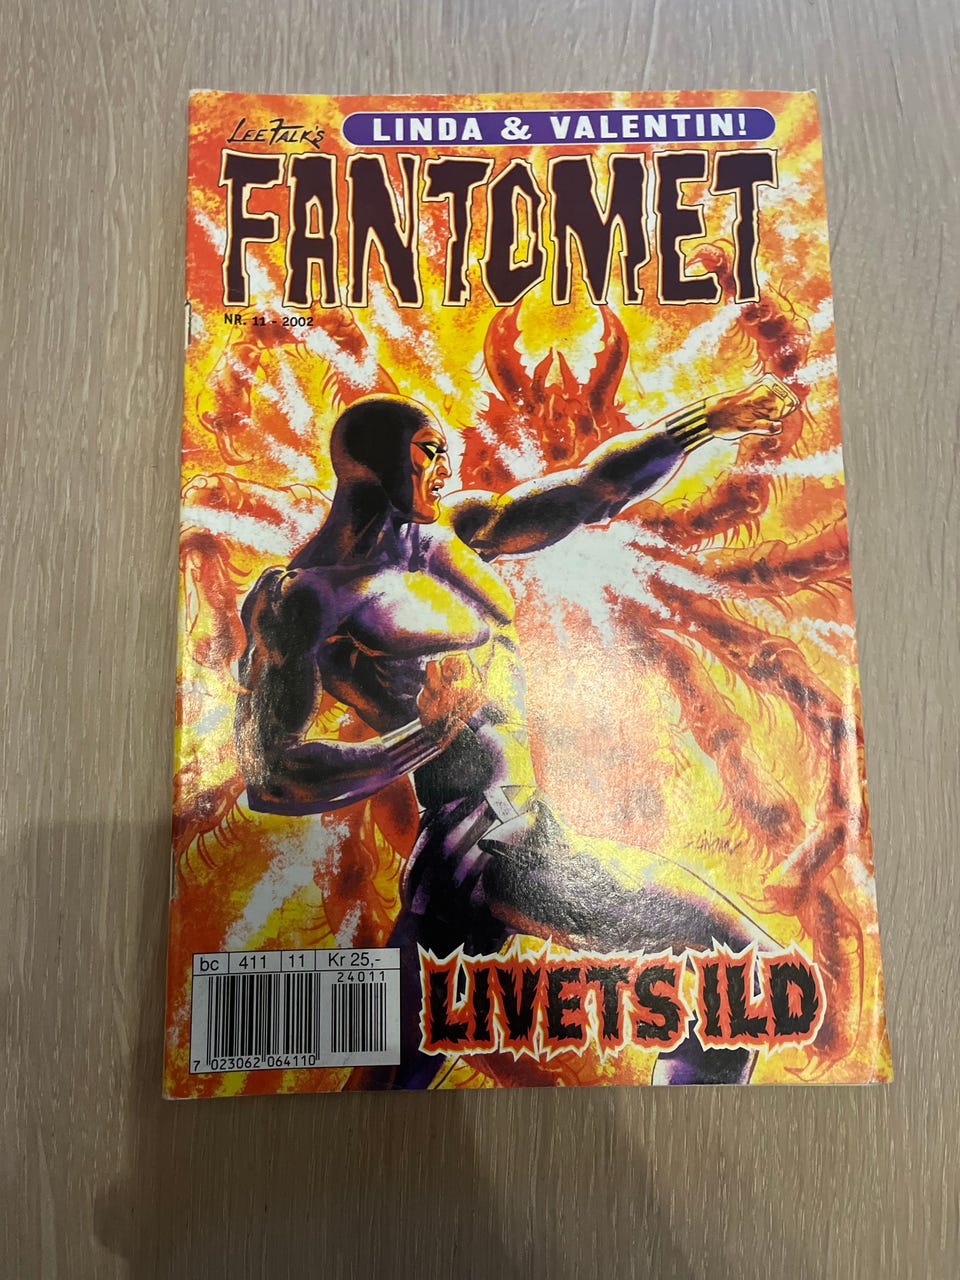 LEE FALK'S
LINDA & VALENTIN!
FANTOMET
NR. 11 - 2002
LIVETS ILD
bc 411 11 Kr 25,-
24011
7 023062 064110